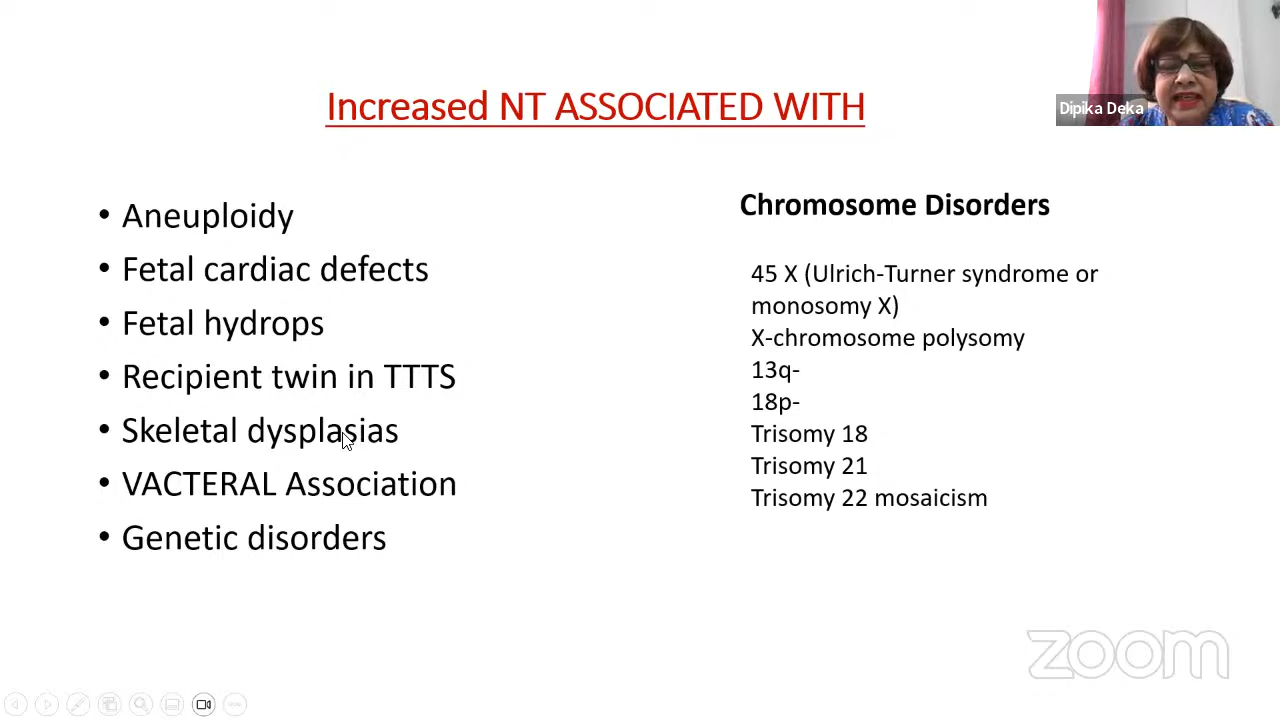 Increased NT ASSOCIATED WITH
Dipika Deka
• Aneuploidy
• Fetal cardiac defects
• Fetal hydrops
• Recipient twin in TTTS
• Skeletal dysplasias
• VACTERAL Association
• Genetic disorders
Chromosome Disorders
45 X (Ulrich-Turner syndrome or
monosomy X)
X-chromosome polysomy
13q-
18p-
Trisomy 18
Trisomy 21
Trisomy 22 mosaicism
zoom